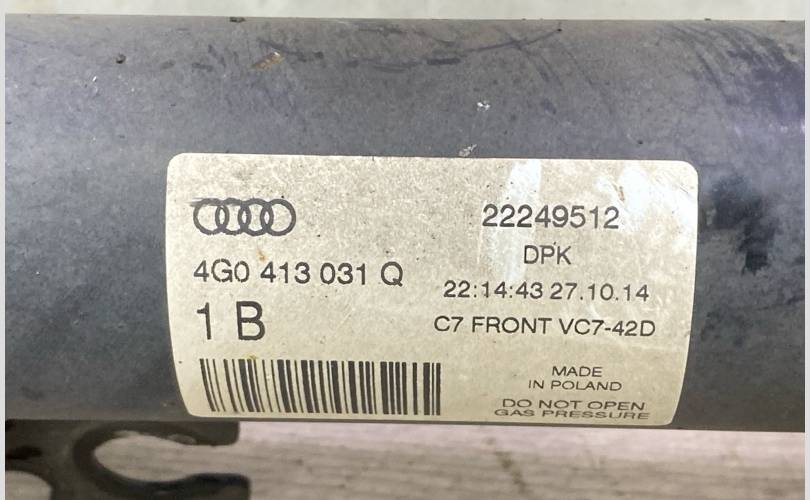 4G0 413 031 Q
1 B
22249512
DPK
22:14:43 27.10.14
C7 FRONT VC7-42D
MADE
IN POLAND
DO NOT OPEN
GAS PRESSURE